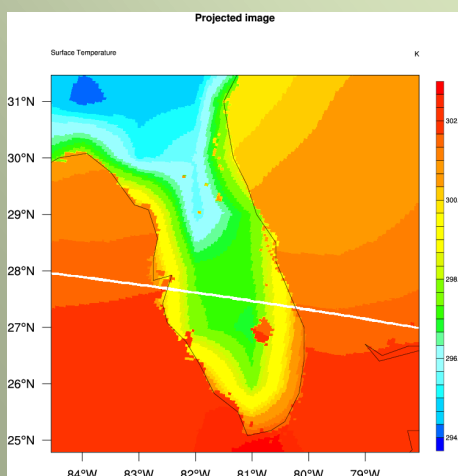 Projected image
Surface Temperature K
31°N
30°N
29°N
28°N
27°N
26°N
25°N
84°W 82°W 81°W 80°W 79°W
302
300
298
296
294